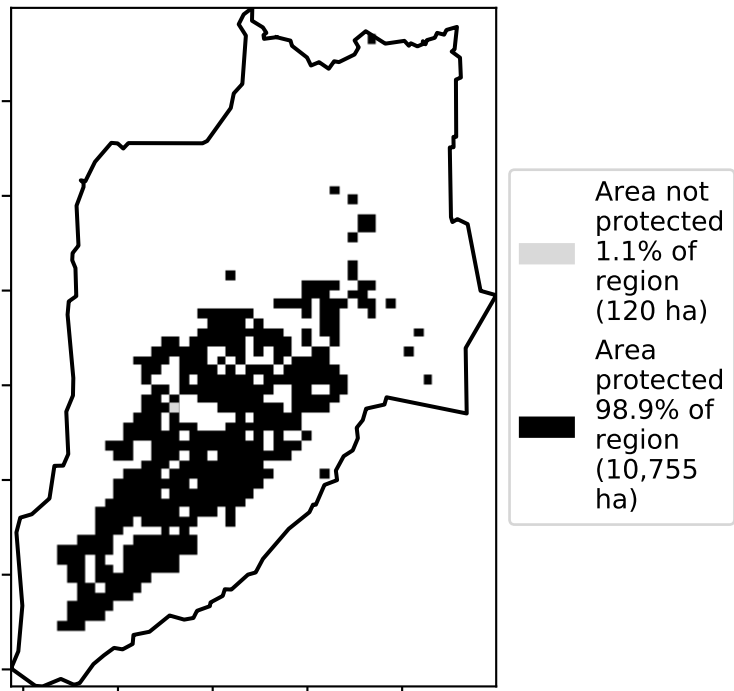 Area not
protected
1.1% of
region
(120 ha)
Area
protected
98.9% of
region
(10,755
ha)